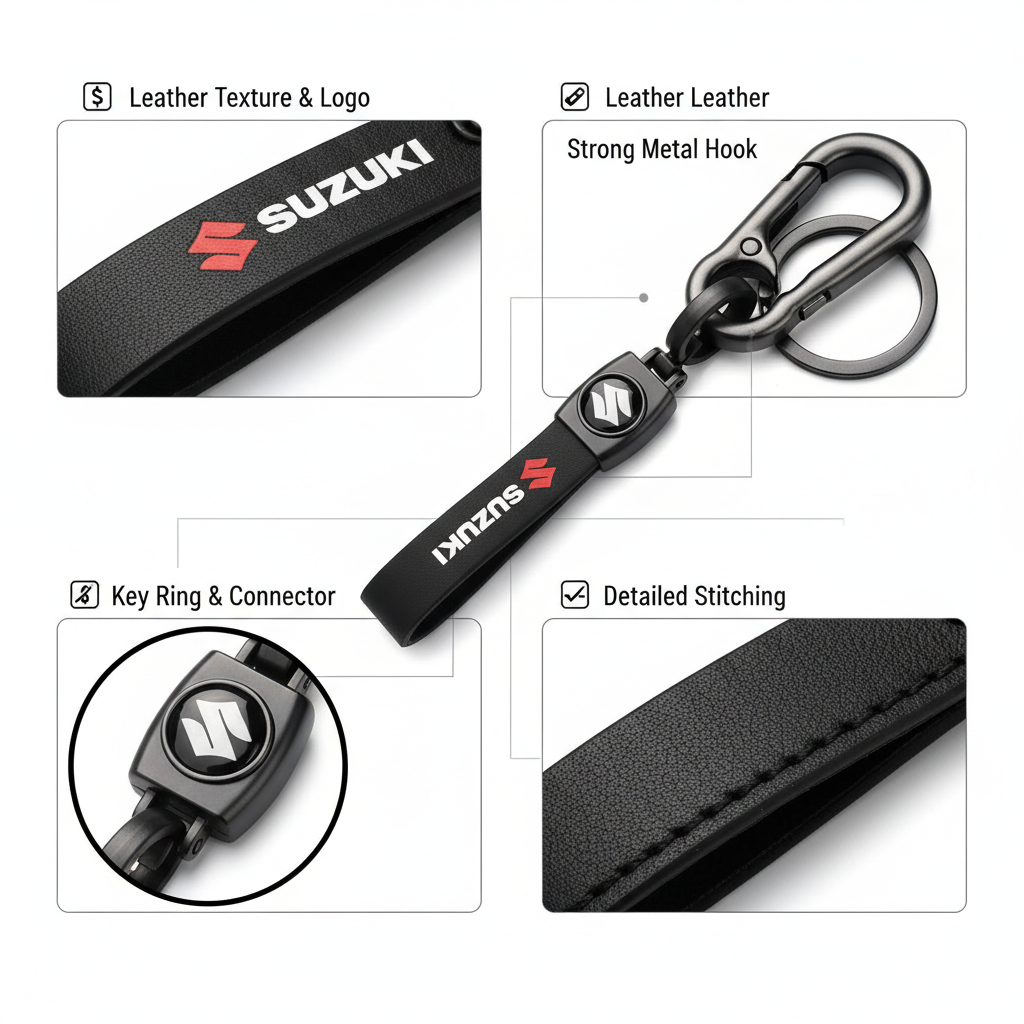 $ Leather Texture & Logo
Leather Leather
SUZUKI
Strong Metal Hook
SUZUKI
Key Ring & Connector
Detailed Stitching